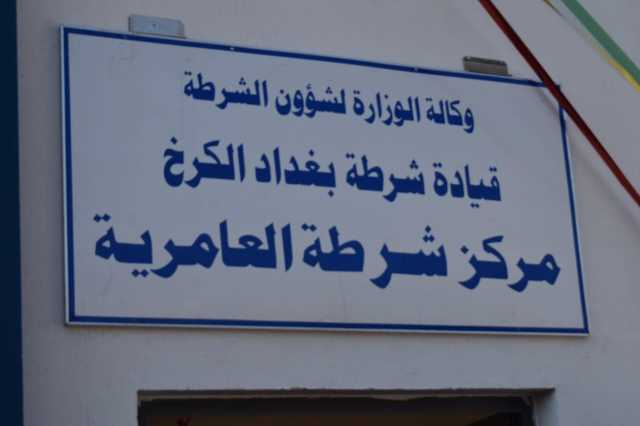 وكالة الوزارة لشؤون الشرطة
قيادة شرطة بغداد الكرخ
مركز شرطة العامرية